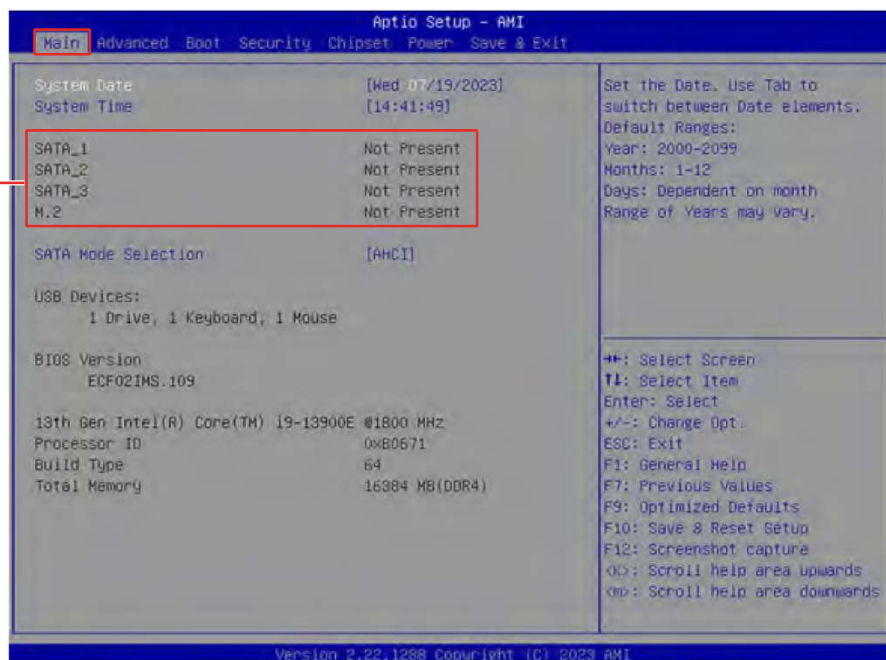 Aptio Setup - AMI
Main Advanced Boot Security Chipset Power Save & Exit
System Date [Wed 07/19/2023]
System Time [14:41:49]
SATA_1 Not Present
SATA_2 Not Present
SATA_3 Not Present
M.2 Not Present
SATA Mode Selection [AHCI]
USB Devices:
1 Drive, 1 Keyboard, 1 Mouse
BIOS Version
ECF02IMS.109
13th Gen Intel(R) Core(TM) i9-13900E @1800 MHz
Processor ID 0xB0671
Build Type 64
Total Memory 16384 MB(DDR4)
Set the Date. Use Tab to
switch between Date elements.
Default Ranges:
Year: 2000-2099
Months: 1-12
Days: Dependent on month
Range of Years may vary.
→←: Select Screen
↑↓: Select Item
Enter: Select
+/-: Change Opt.
ESC: Exit
F1: General Help
F7: Previous Values
F9: Optimized Defaults
F10: Save & Reset Setup
F12: Screenshot capture
<k>: Scroll help area upwards
<m>: Scroll help area downwards
Version 2.22.1288 Copyright (C) 2023 AMI